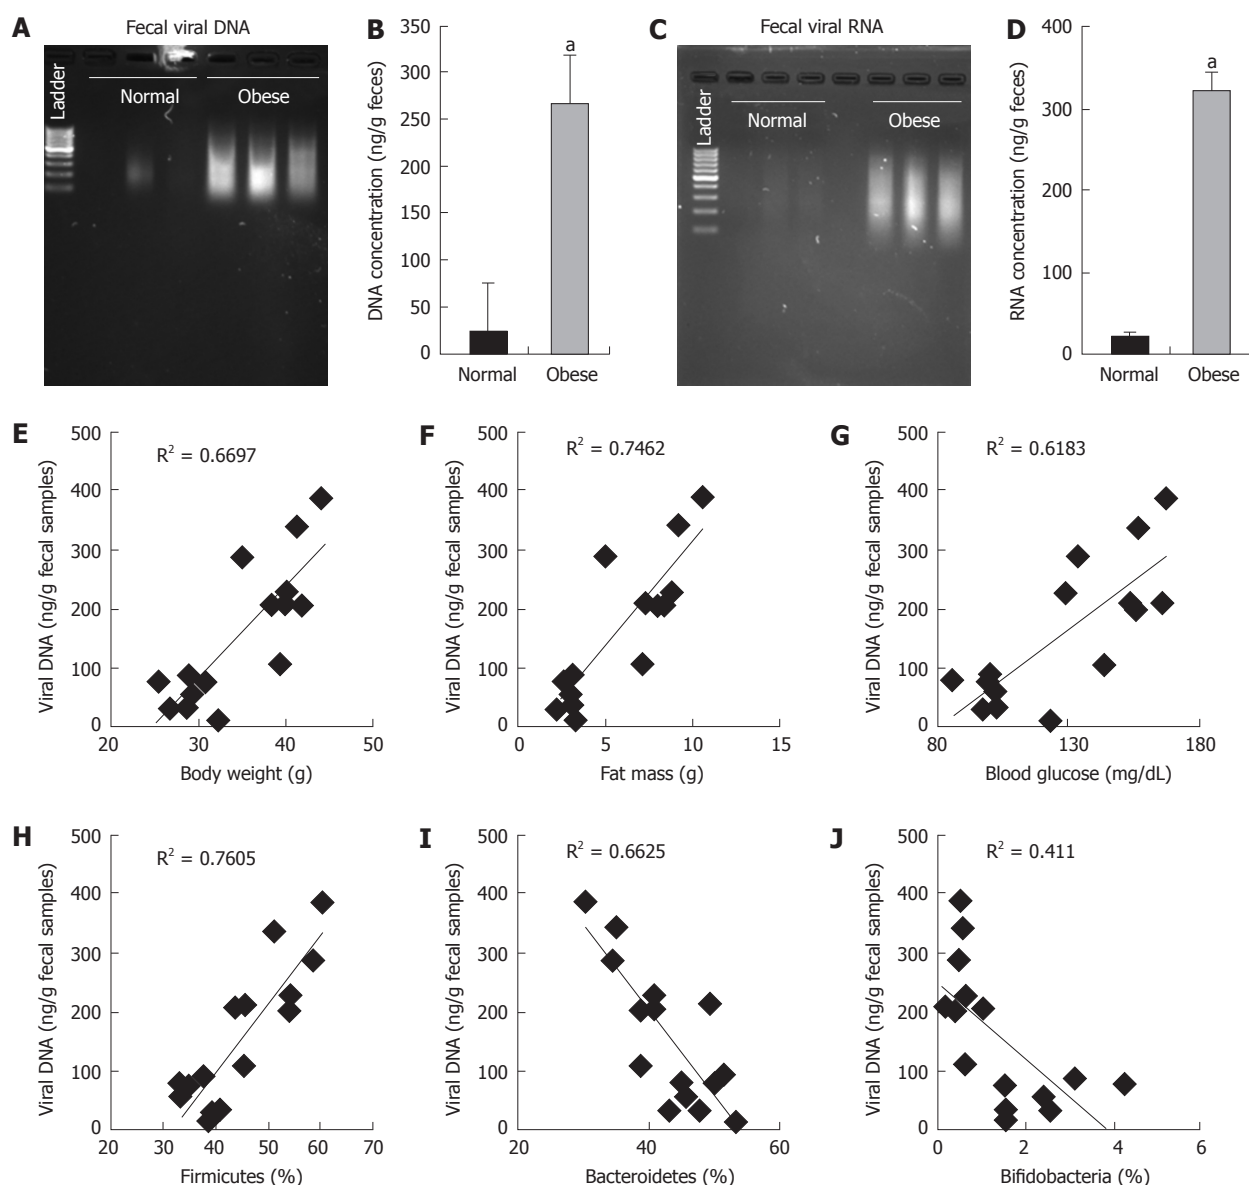 A
Fecal viral DNA
Ladder
Normal
Obese
B
DNA concentration (ng/g feces)
350
300
250
200
150
100
50
0
a
Normal
Obese
C
Fecal viral RNA
Ladder
Normal
Obese
D
RNA concentration (ng/g feces)
400
300
200
100
0
a
Normal
Obese
E
Viral DNA (ng/g fecal samples)
500
400
300
200
100
0
R² = 0.6697
20 30 40 50
Body weight (g)
F
Viral DNA (ng/g fecal samples)
500
400
300
200
100
0
R² = 0.7462
0 5 10 15
Fat mass (g)
G
Viral DNA (ng/g fecal samples)
500
400
300
200
100
0
R² = 0.6183
80 130 180
Blood glucose (mg/dL)
H
Viral DNA (ng/g fecal samples)
500
400
300
200
100
0
R² = 0.7605
20 30 40 50 60 70
Firmicutes (%)
I
Viral DNA (ng/g fecal samples)
500
400
300
200
100
0
R² = 0.6625
20 40 60
Bacteroidetes (%)
J
Viral DNA (ng/g fecal samples)
500
400
300
200
100
0
R² = 0.411
0 2 4 6
Bifidobacteria (%)